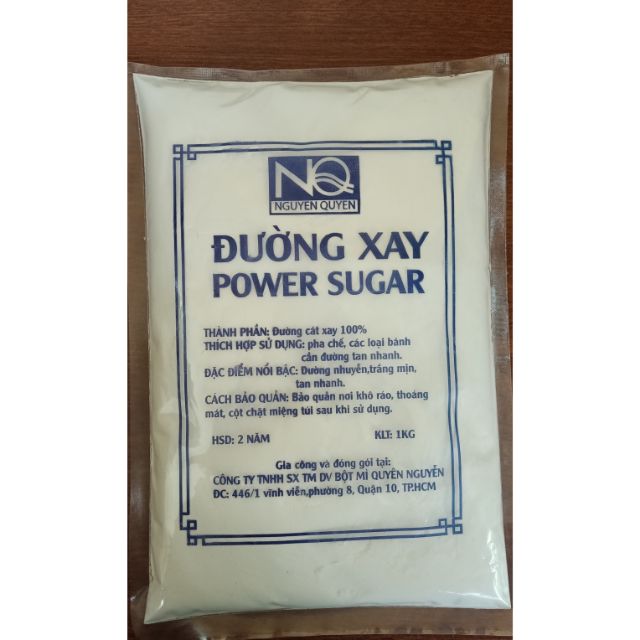 NQ
NGUYEN QUYEN
ĐƯỜNG XAY
POWER SUGAR
THÀNH PHẦN: Đường cát xay 100%
THÍCH HỢP SỬ DỤNG: pha chế, các loại bánh
cần đường tan nhanh.
ĐẶC ĐIỂM NỔI BẬC: Đường nhuyễn,trắng mịn,
tan nhanh.
CÁCH BẢO QUẢN: Bảo quản nơi khô ráo, thoáng
mát, cột chặt miệng túi sau khi sử dụng.
HSD: 2 NĂM KLT: 1KG
Gia công và đóng gói tại:
CÔNG TY TNHH SX TM DV BỘT MÌ QUYÊN NGUYỄN
ĐC: 446/1 vĩnh viễn,phường 8, Quận 10, TP.HCM